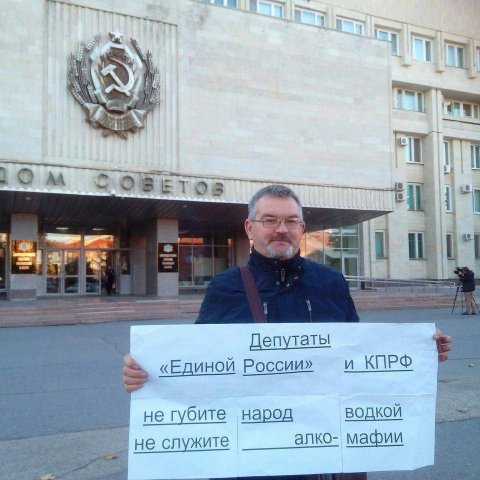 ДОМ СОВЕТОВ
Депутаты
«Единой России» и КПРФ
не губите народ водкой
не служите алко- мафии